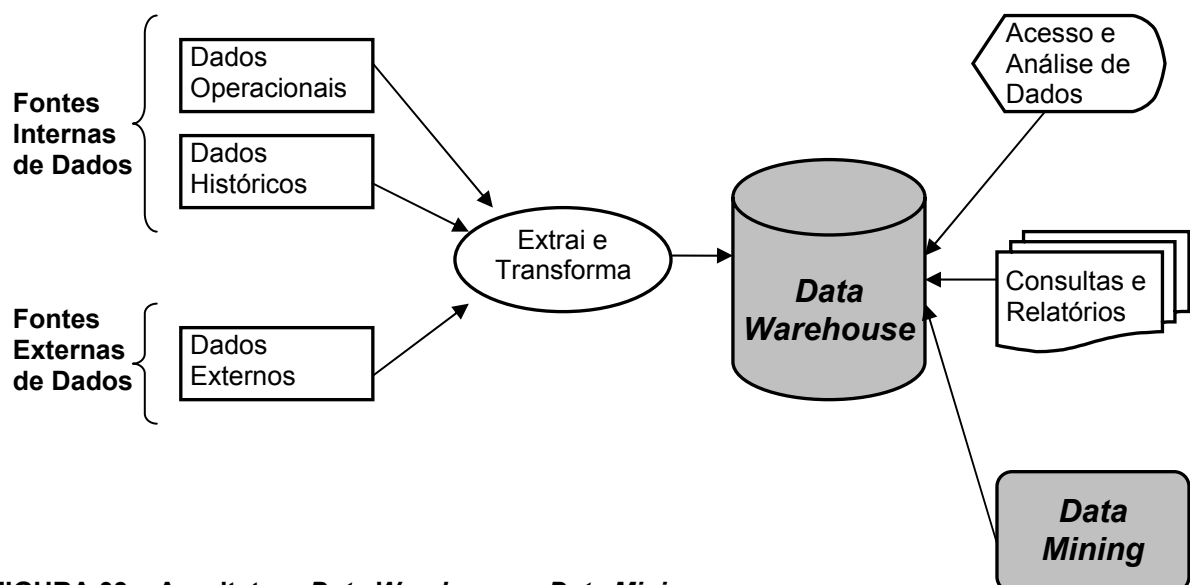 Fontes
Internas
de Dados
Dados
Operacionais
Dados
Históricos
Fontes
Externas
de Dados
Dados
Externos
Extrai e
Transforma
Data
Warehouse
Acesso e
Análise de
Dados
Consultas e
Relatórios
Data
Mining